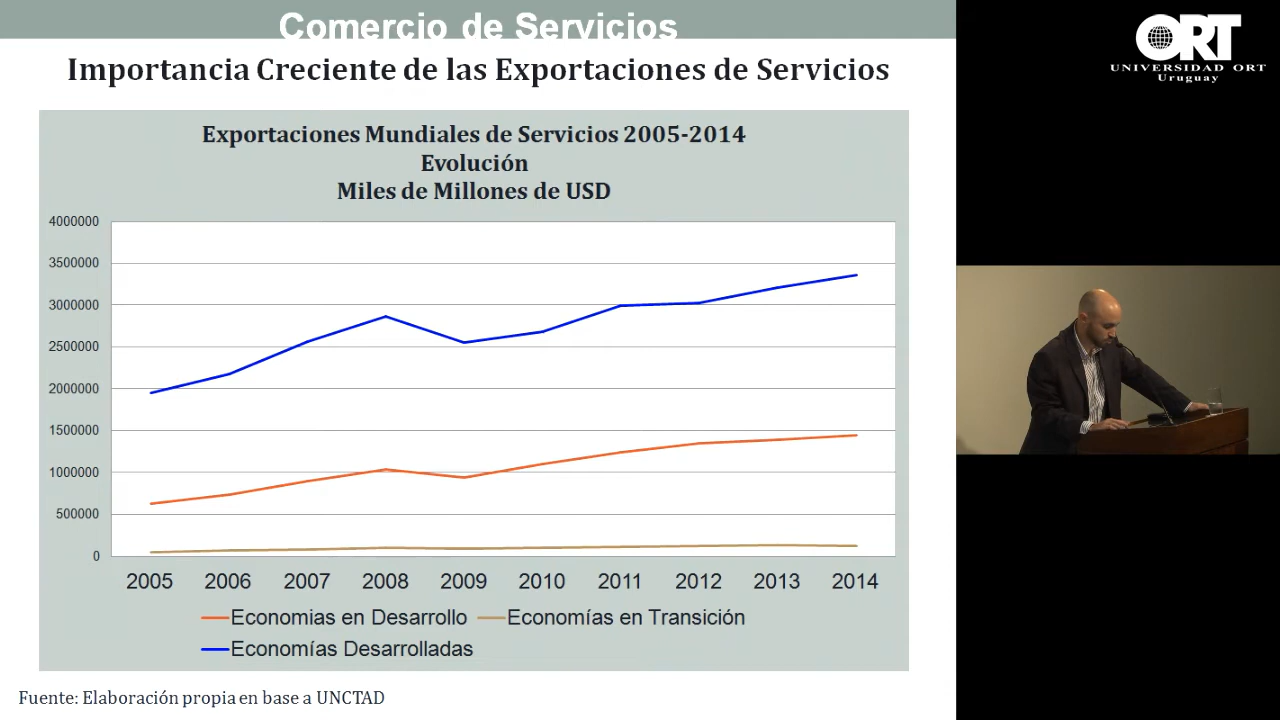 Comercio de Servicios
Importancia Creciente de las Exportaciones de Servicios
Exportaciones Mundiales de Servicios 2005-2014
Evolución
Miles de Millones de USD
4000000
3500000
3000000
2500000
2000000
1500000
1000000
500000
0
2005 2006 2007 2008 2009 2010 2011 2012 2013 2014
Economias en Desarrollo Economías en Transición
Economías Desarrolladas
Fuente: Elaboración propia en base a UNCTAD
ORT
UNIVERSIDAD ORT
Uruguay